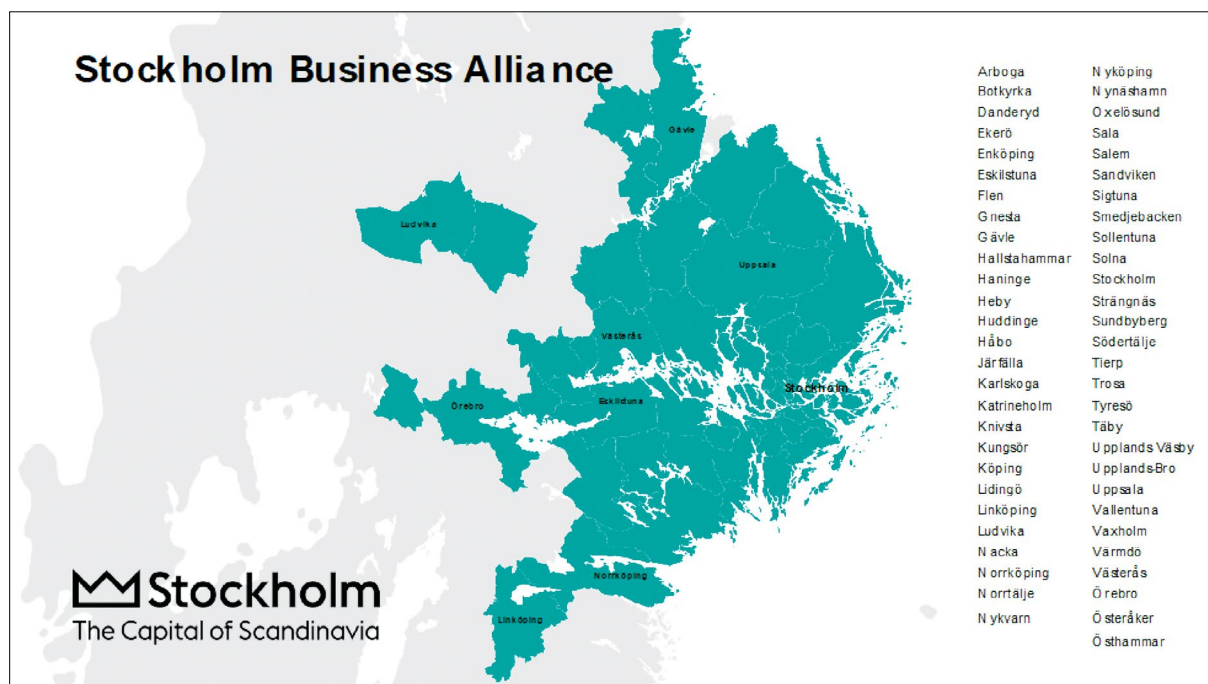 Stockholm Business Alliance
Gävle
Ludvika
Uppsala
Västerås
Stockholm
Örebro
Eskilstuna
Norrköping
Linköping
Stockholm
The Capital of Scandinavia
Arboga
Botkyrka
Danderyd
Ekerö
Enköping
Eskilstuna
Flen
Gnesta
Gävle
Hallstahammar
Haninge
Heby
Huddinge
Håbo
Järfälla
Karlskoga
Katrineholm
Knivsta
Kungsör
Köping
Lidingö
Linköping
Ludvika
Nacka
Norrköping
Norrtälje
Nykvarn
Nyköping
Nynäshamn
Oxelösund
Sala
Salem
Sandviken
Sigtuna
Smedjebacken
Sollentuna
Solna
Stockholm
Strängnäs
Sundbyberg
Södertälje
Tierp
Trosa
Tyresö
Täby
Upplands Väsby
Upplands-Bro
Uppsala
Vallentuna
Vaxholm
Värmdö
Västerås
Örebro
Österåker
Östhammar